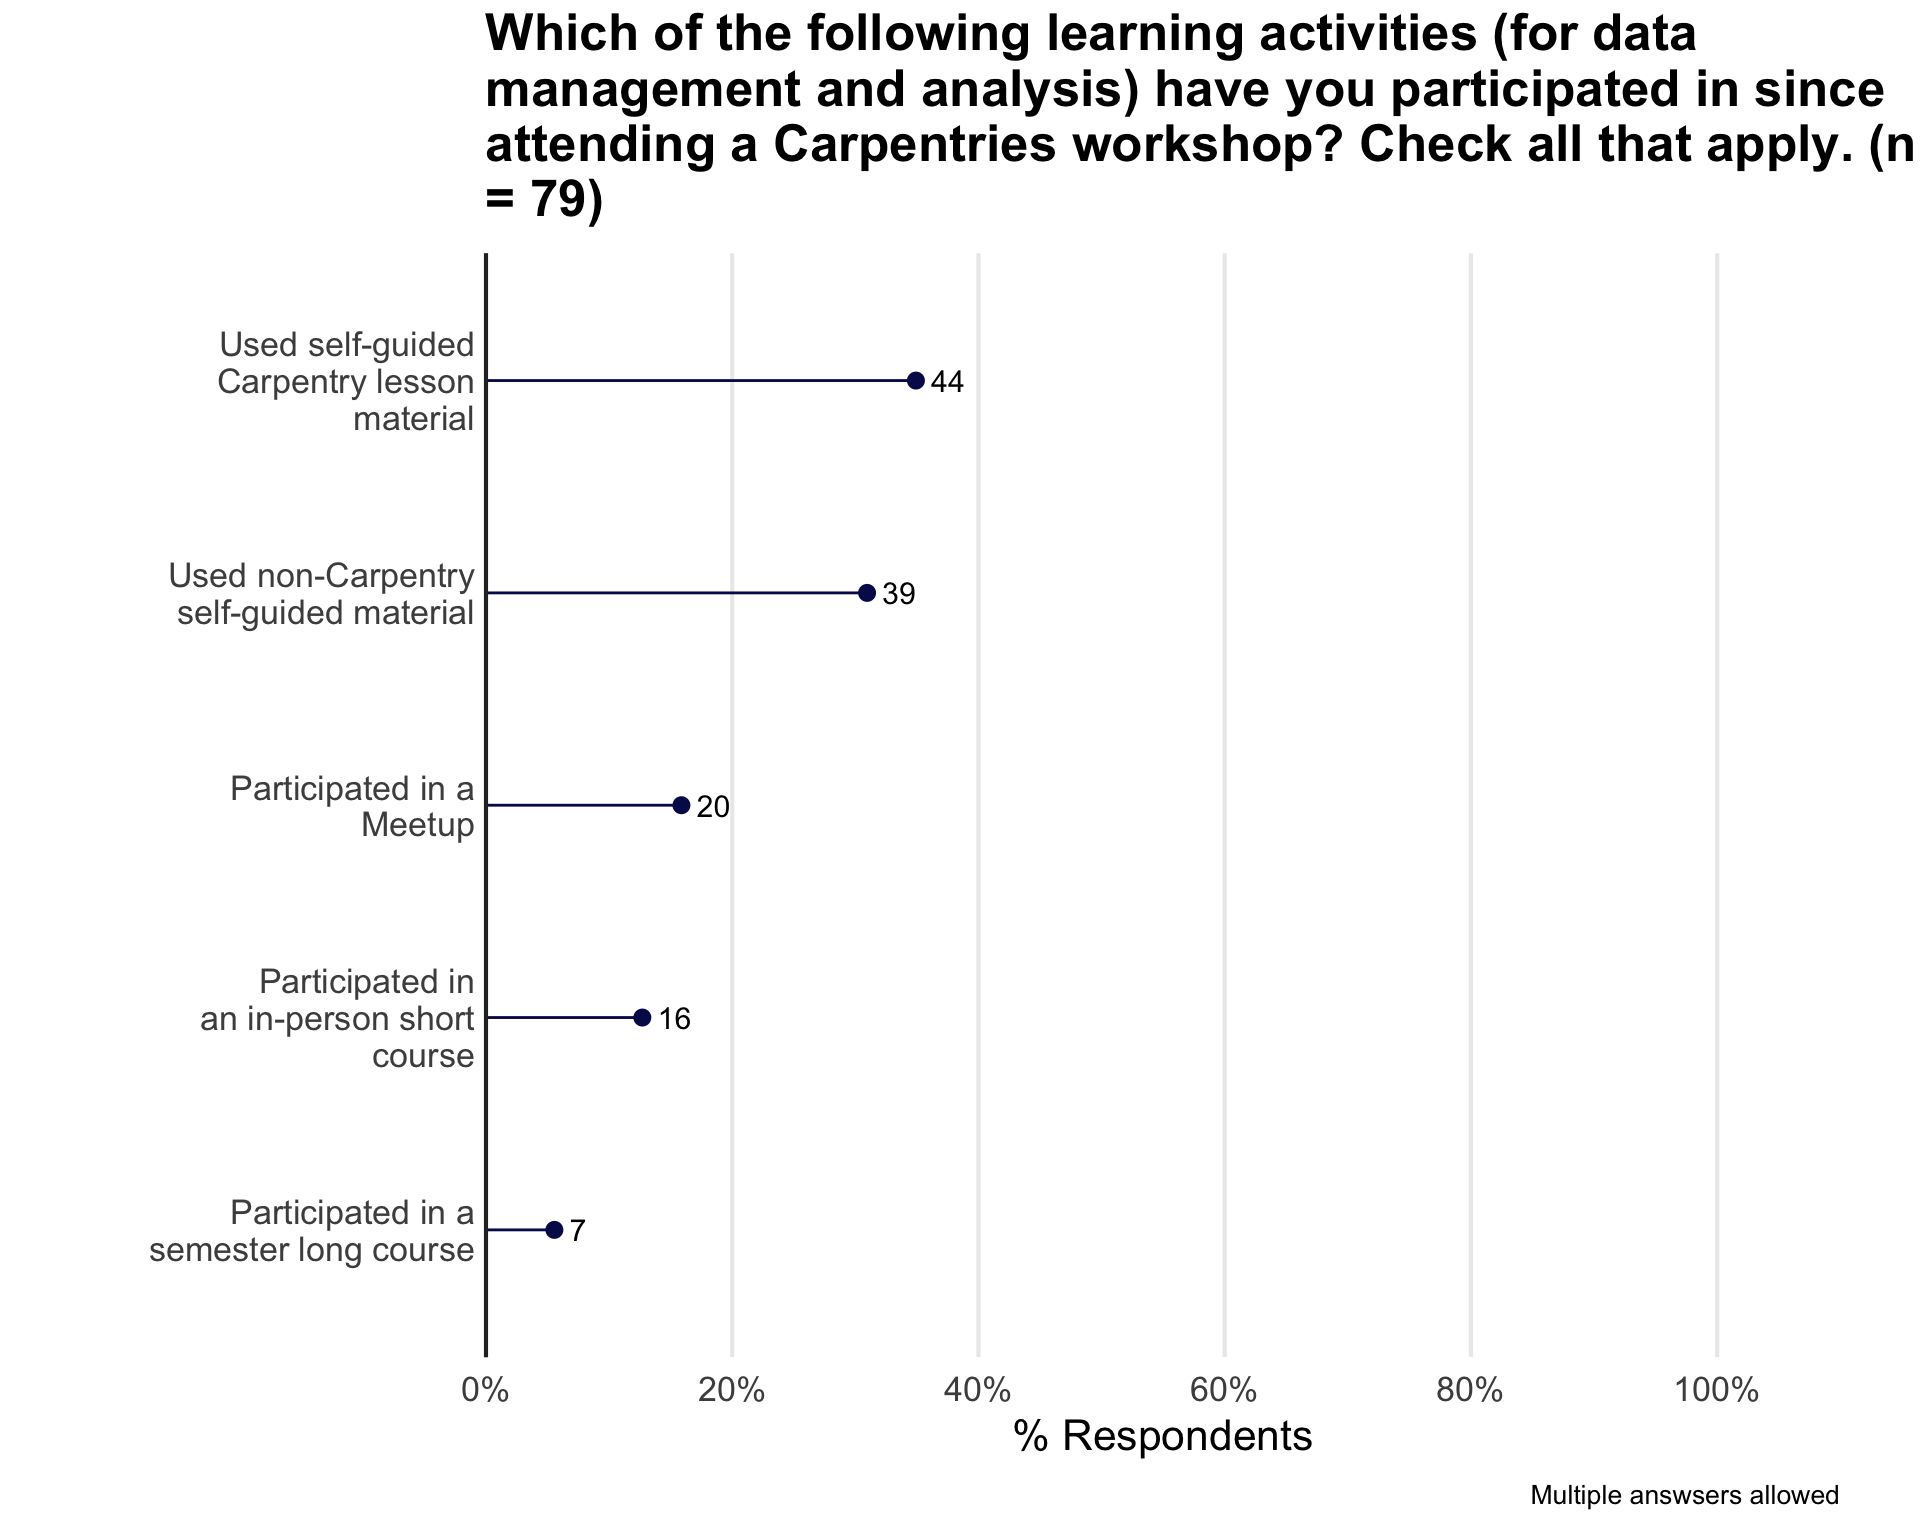 Which of the following learning activities (for data
management and analysis) have you participated in since
attending a Carpentries workshop? Check all that apply. (n
= 79)
Used self-guided
Carpentry lesson
material
44
Used non-Carpentry
self-guided material
39
Participated in a
Meetup
20
Participated in
an in-person short
course
16
Participated in a
semester long course
7
0% 20% 40% 60% 80% 100%
% Respondents
Multiple answsers allowed